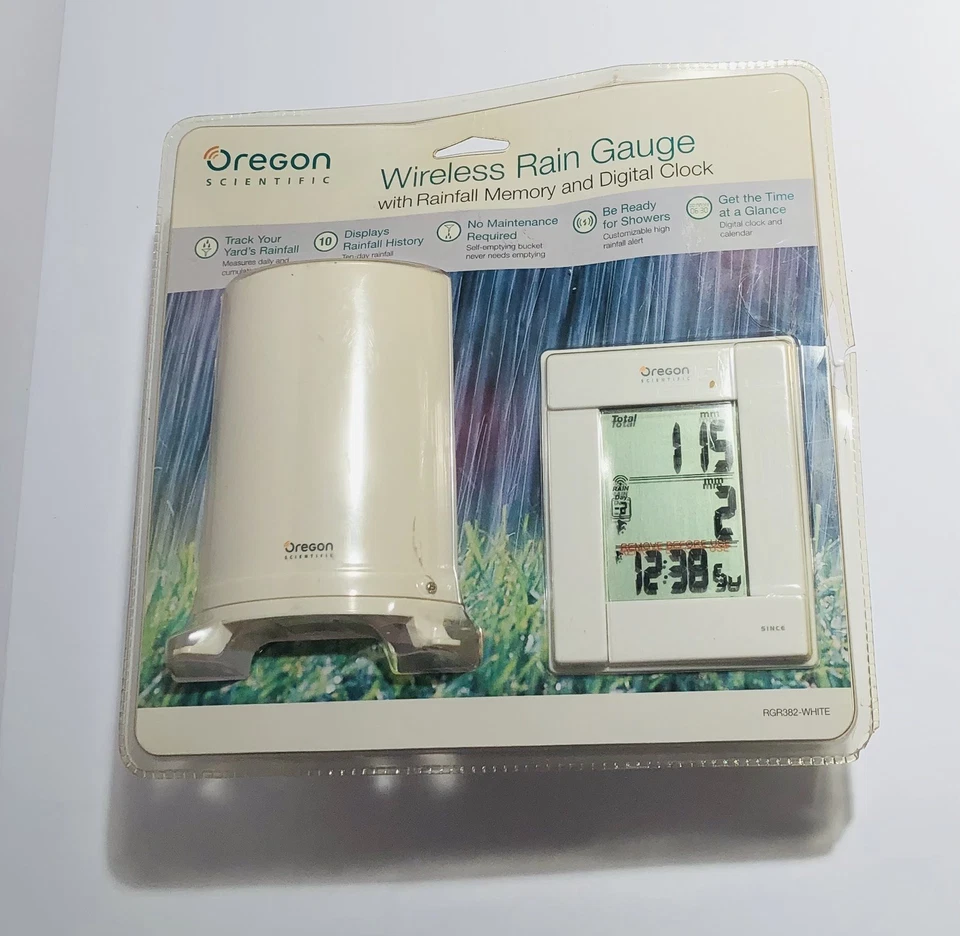 OREGON
SCIENTIFIC
Wireless Rain Gauge
with Rainfall Memory and Digital Clock
Track Your
Yard's Rainfall
Measures daily and
10
Displays
Rainfall History
Ten-day rainfall
No Maintenance
Required
Self-emptying bucket
never needs emptying
Be Ready
for Showers
Customizable high
rainfall alert
Get the Time
at a Glance
Digital clock and
calendar
OREGON
SCIENTIFIC
OREGON
SCIENTIFIC
Total
mm
115
RAIN
Day
mm
2
REMOVE BEFORE USE
12:38
SINCE
RGR382-WHITE